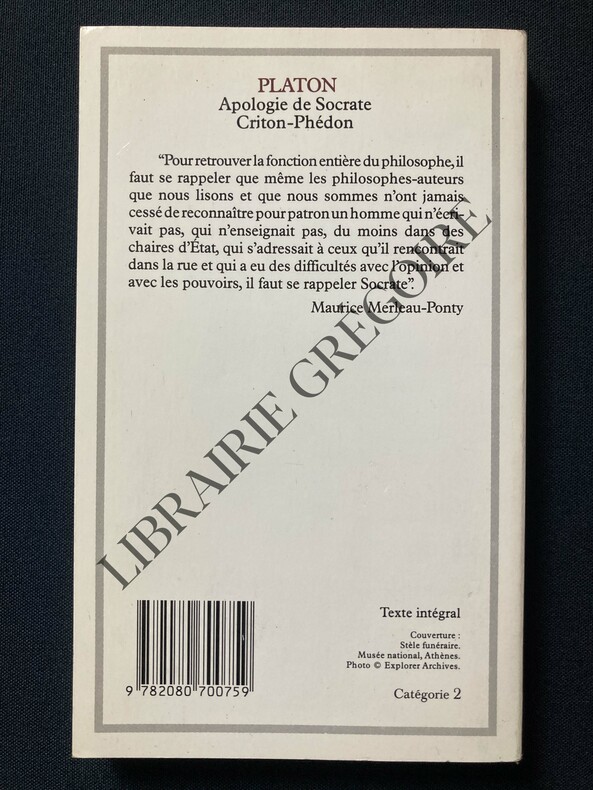 PLATON
Apologie de Socrate
Criton-Phédon
“Pour retrouver la fonction entière du philosophe, il
faut se rappeler que même les philosophes-auteurs
que nous lisons et que nous sommes n’ont jamais
cessé de reconnaître pour patron un homme qui n’écri-
vait pas, qui n’enseignait pas, du moins dans des
chaires d’État, qui s’adressait à ceux qu’il rencontrait
dans la rue et qui a eu des difficultés avec l’opinion et
avec les pouvoirs, il faut se rappeler Socrate”.
Maurice Merleau-Ponty
LIBRAIRIE GREGOIRE
Texte intégral
Couverture :
Stèle funéraire.
Musée national, Athènes.
Photo © Explorer Archives.
9 782080 700759
Catégorie 2